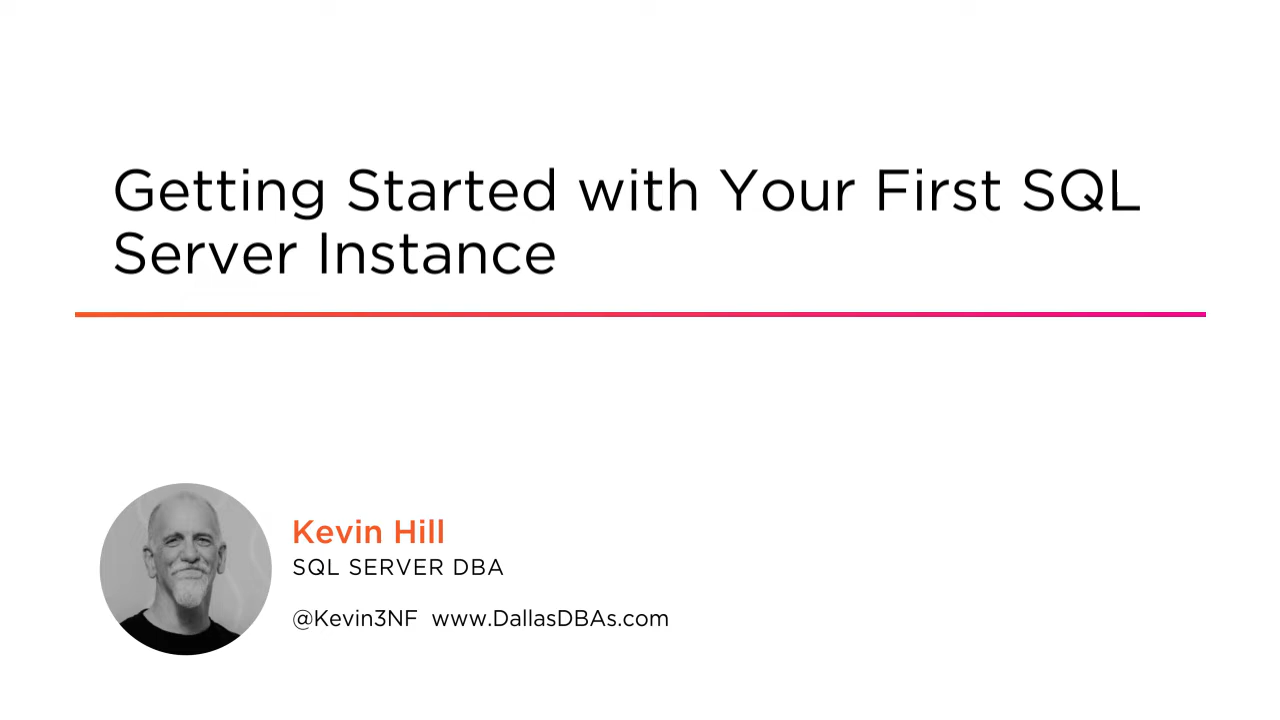 Getting Started with Your First SQL
Server Instance
Kevin Hill
SQL SERVER DBA
@Kevin3NF www.DallasDBAs.com